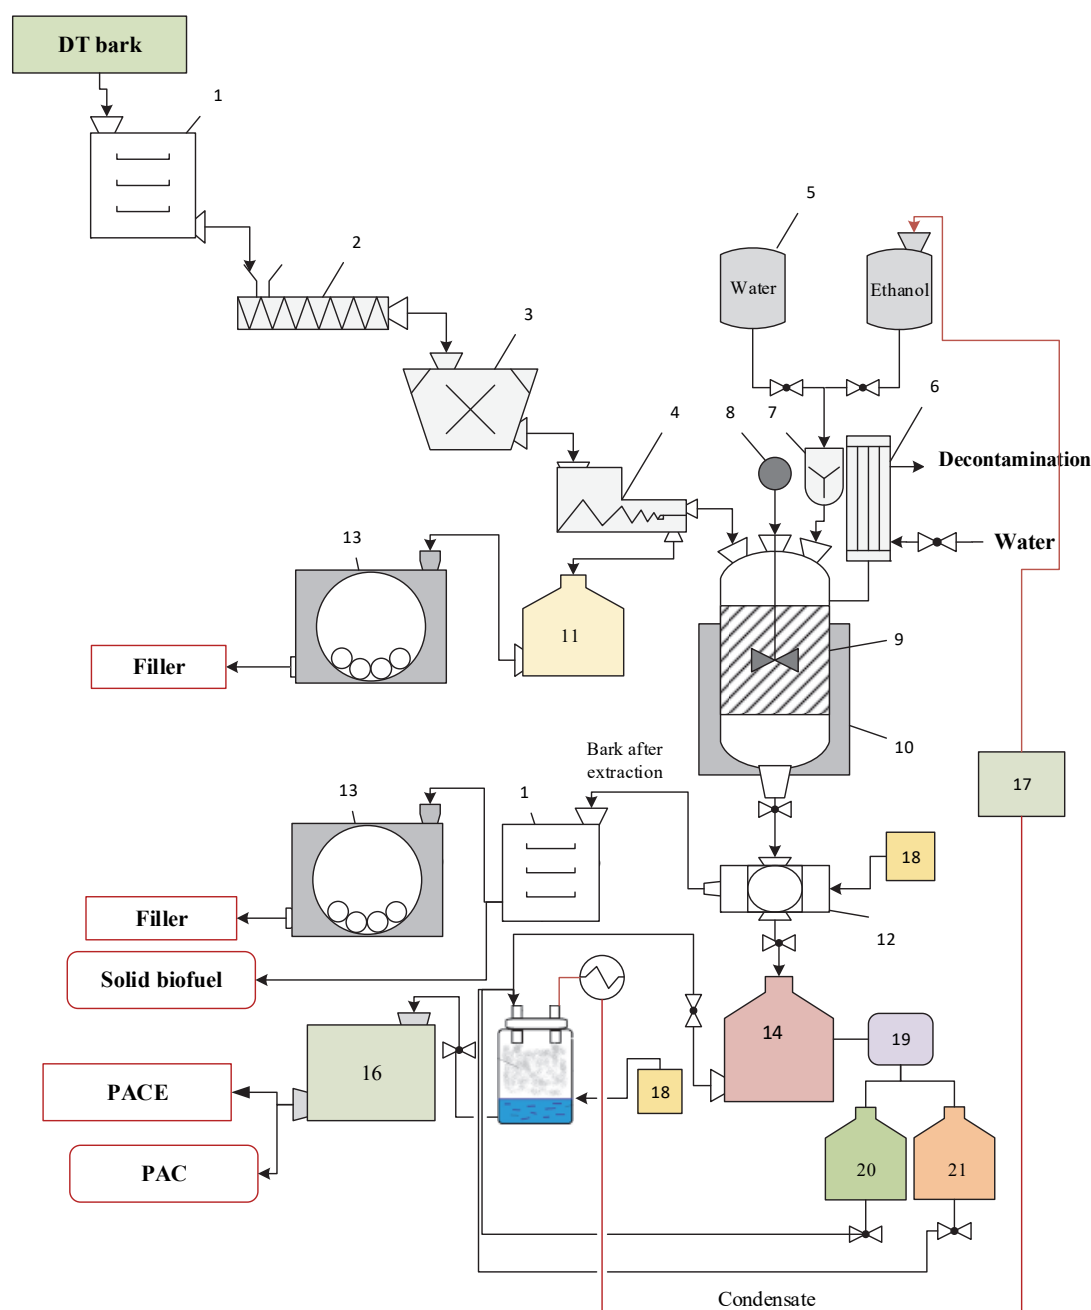 DT bark
1
2
3
4
5
Water
Ethanol
6
7
8
Decontamination
Water
13
11
Filler
9
10
Bark after
extraction
17
13
1
18
Filler
12
Solid biofuel
14
19
16
18
PACE
PAC
20
21
Condensate